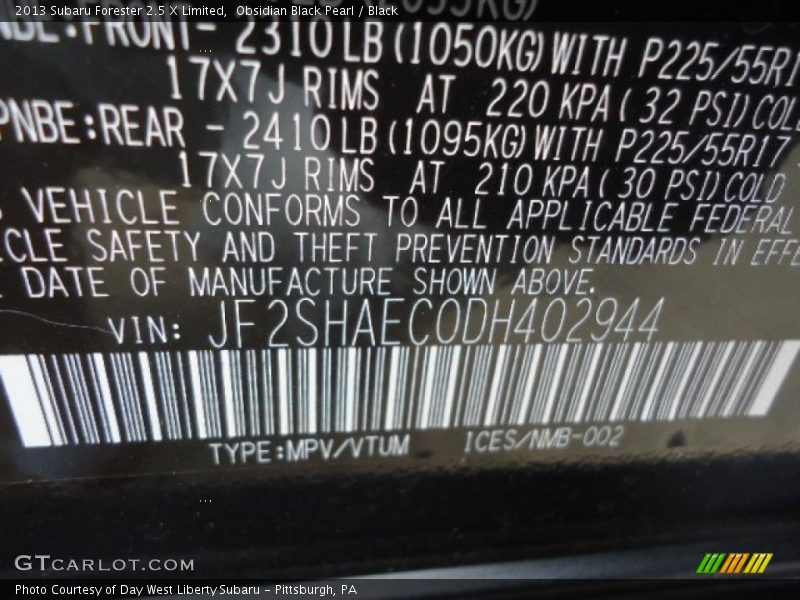 2013 Subaru Forester 2.5 X Limited,  Obsidian Black Pearl / Black
FRONT- 2310 LB (1050KG) WITH P225/55R17
17X7J RIMS AT 220 KPA ( 32 PSI) COLD
PNBE:REAR - 2410 LB (1095KG) WITH P225/55R17
17X7J RIMS AT 210 KPA ( 30 PSI) COLD
VEHICLE CONFORMS TO ALL APPLICABLE FEDERAL
CLE SAFETY AND THEFT PREVENTION STANDARDS IN EFFE
DATE OF MANUFACTURE SHOWN ABOVE.
VIN: JF2SHAEC0DH402944
TYPE:MPV/VTUM ICES/NMB-002
GTCARLOT.COM
Photo Courtesy of Day West Liberty Subaru - Pittsburgh, PA